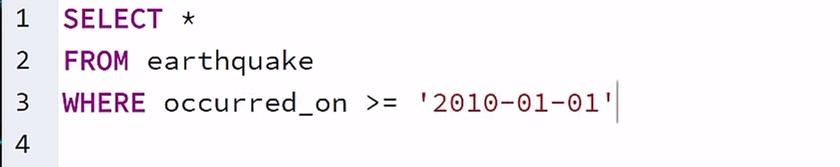 1 SELECT *
2 FROM earthquake
3 WHERE occurred_on >= '2010-01-01'
4